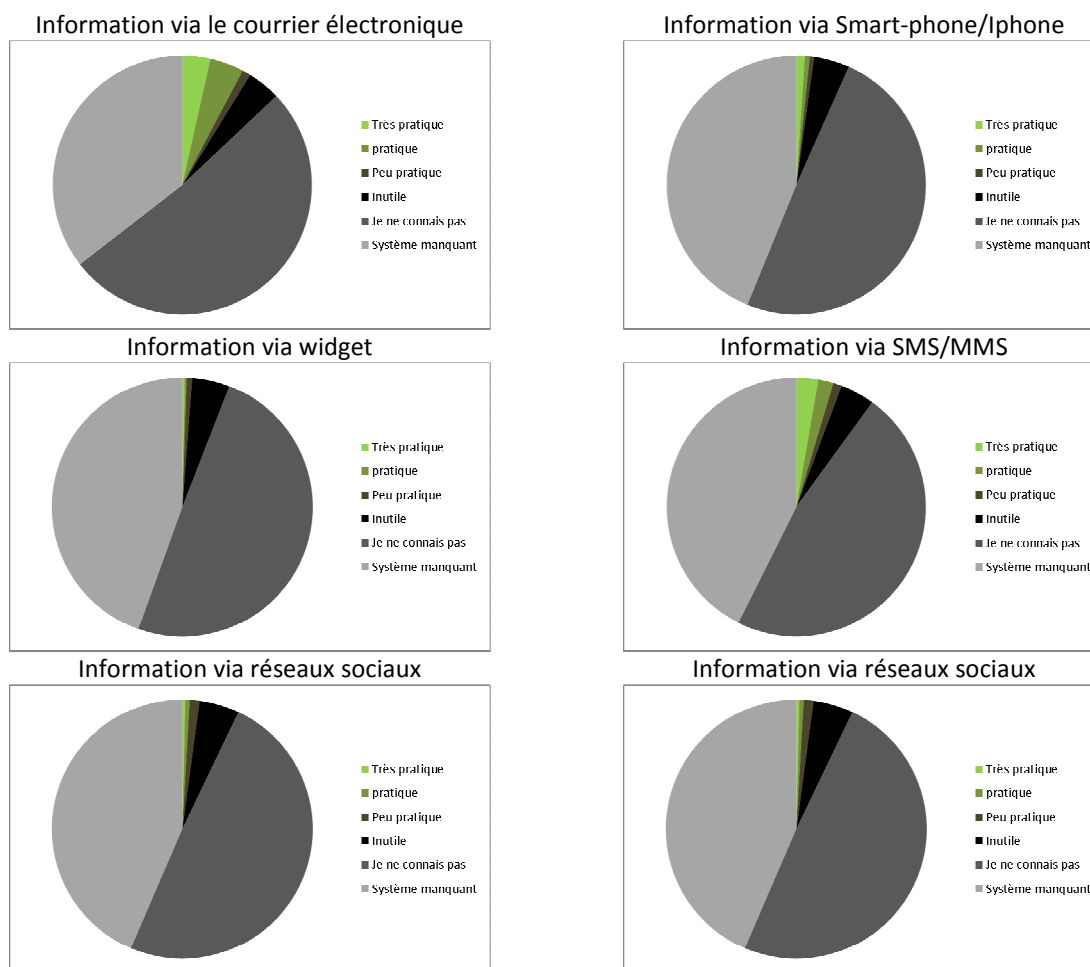 Information via le courrier électronique
Très pratique
pratique
Peu pratique
Inutile
Je ne connais pas
Système manquant
Information via Smart-phone/Iphone
Très pratique
pratique
Peu pratique
Inutile
Je ne connais pas
Système manquant
Information via widget
Très pratique
pratique
Peu pratique
Inutile
Je ne connais pas
Système manquant
Information via SMS/MMS
Très pratique
pratique
Peu pratique
Inutile
Je ne connais pas
Système manquant
Information via réseaux sociaux
Très pratique
pratique
Peu pratique
Inutile
Je ne connais pas
Système manquant
Information via réseaux sociaux
Très pratique
pratique
Peu pratique
Inutile
Je ne connais pas
Système manquant